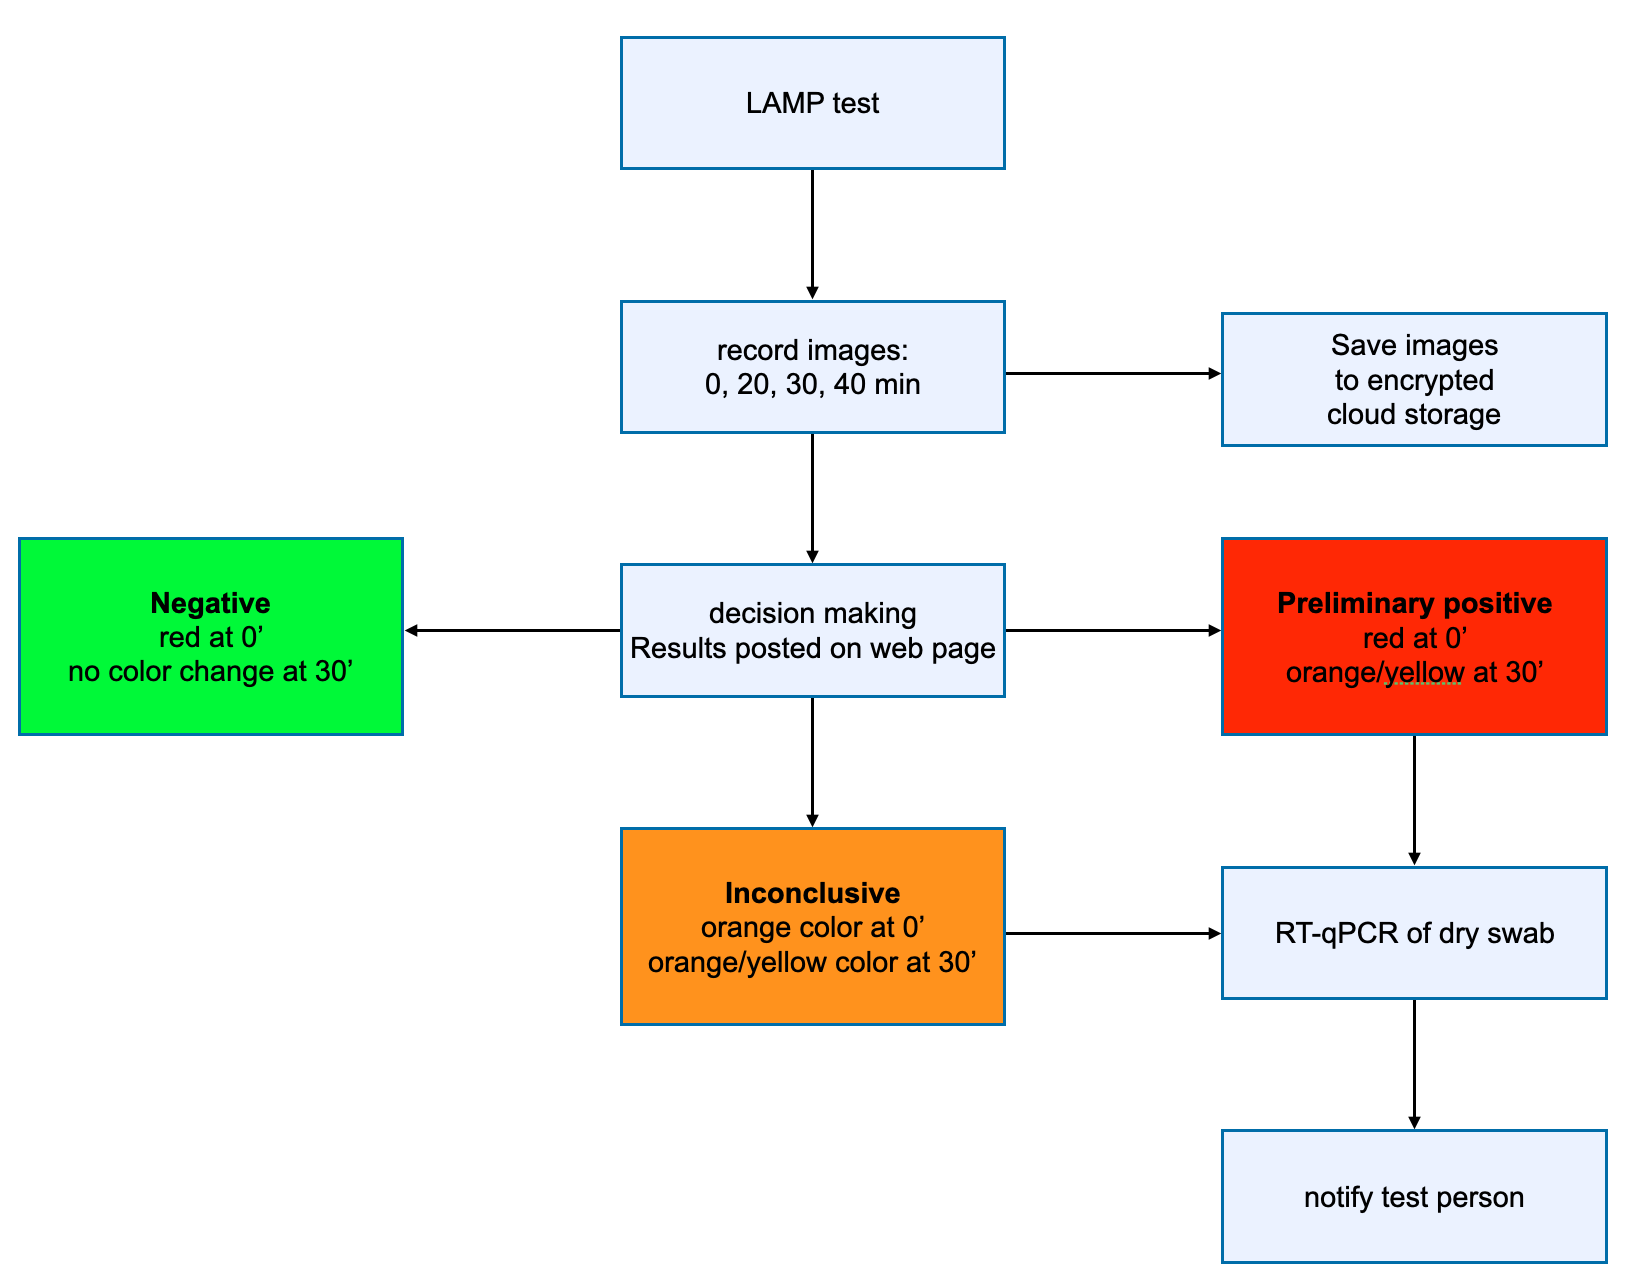 LAMP test
record images:
0, 20, 30, 40 min
Save images
to encrypted
cloud storage
Negative
red at 0’
no color change at 30’
decision making
Results posted on web page
Preliminary positive
red at 0’
orange/yellow at 30’
Inconclusive
orange color at 0’
orange/yellow color at 30’
RT-qPCR of dry swab
notify test person